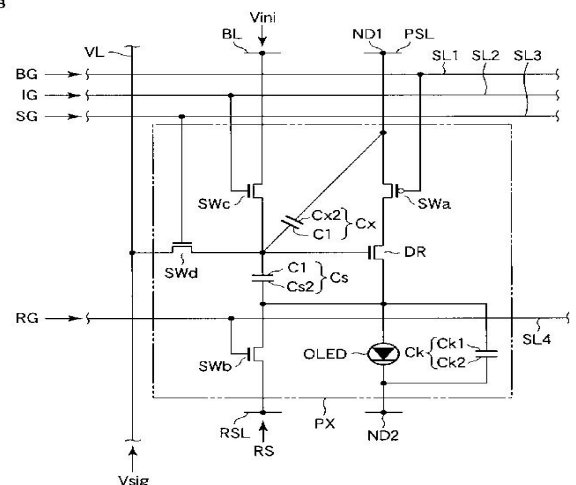 Vini
VL BL ND1 PSL
BG SL1 SL2 SL3
IG
SG
SWc Cx2 Cx SWa
C1
SWd DR
C1 Cs
Cs2
RG SL4
SWb OLED Ck Ck1
Ck2
RSL PX ND2
RS
Vsig